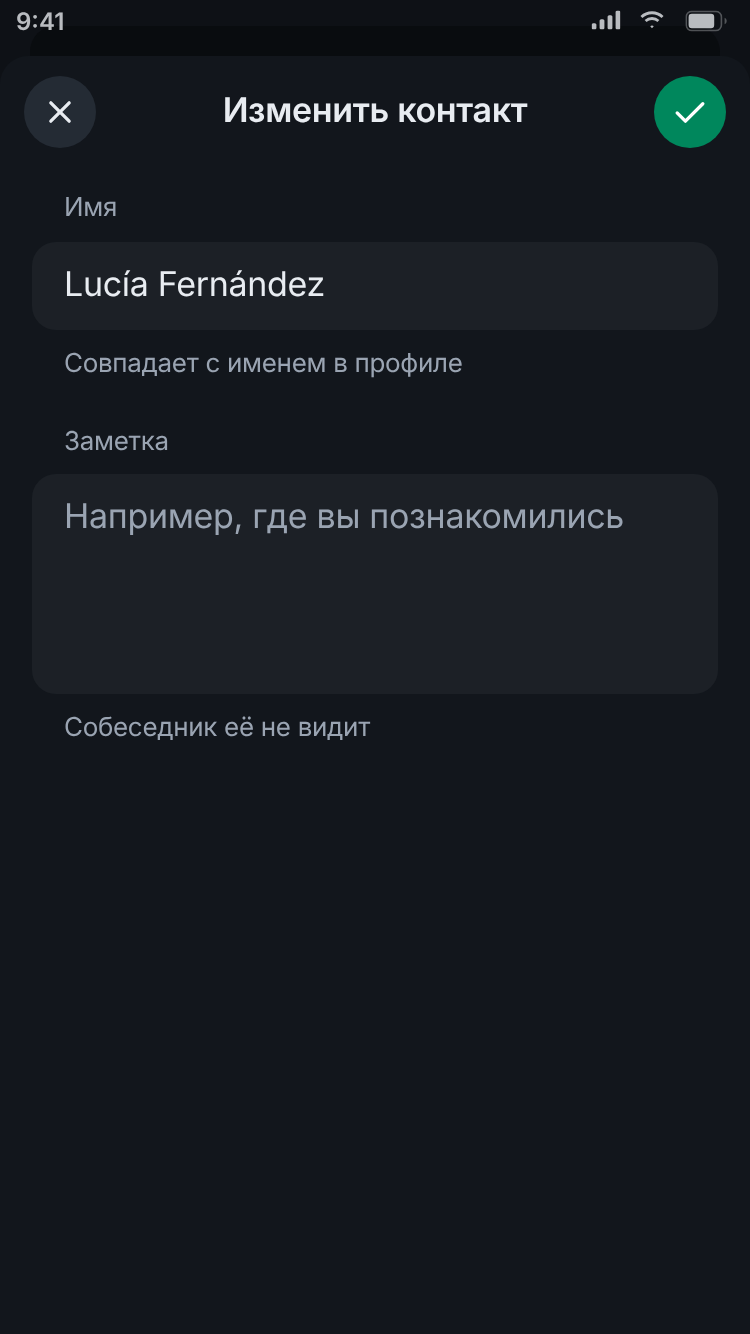 9:41
Изменить контакт
Имя
Lucía Fernández
Совпадает с именем в профиле
Заметка
Например, где вы познакомились
Собеседник её не видит